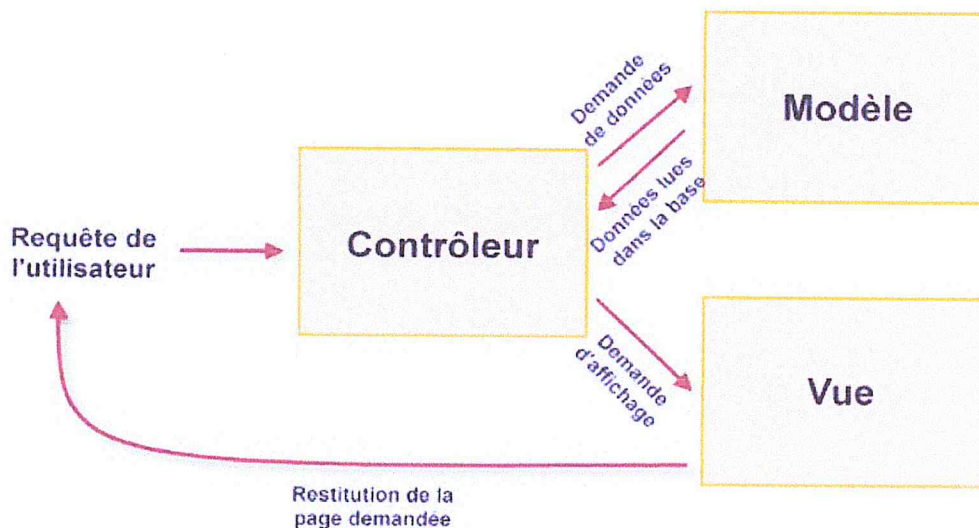 Demande
de données
Modèle
Données lues
dans la base
Contrôleur
Requête de
l'utilisateur
Demande
d'affichage
Vue
Restitution de la
page demandée